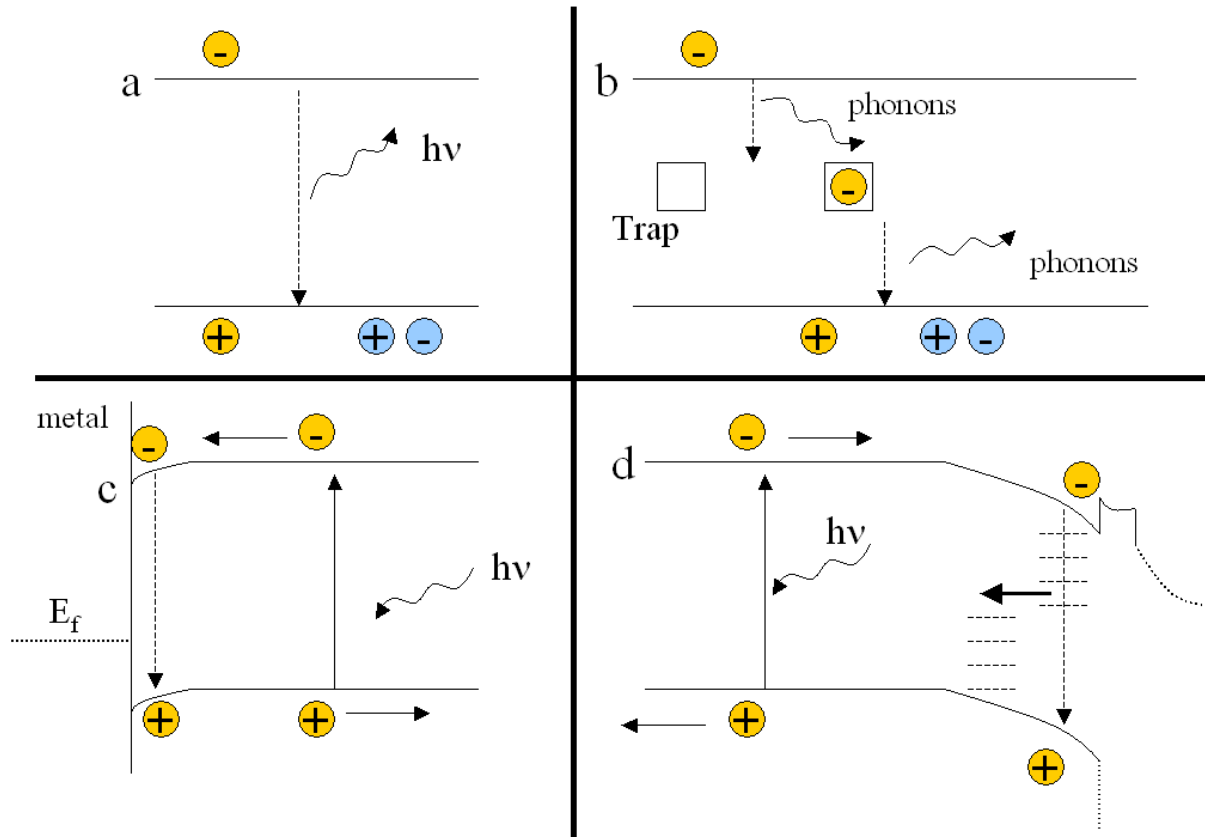 -
a
hν
+
+ -
-
b
phonons
-
Trap
phonons
+
+ -
metal
-
-
c
hν
E_f
+
+
-
d
-
hν
+
+